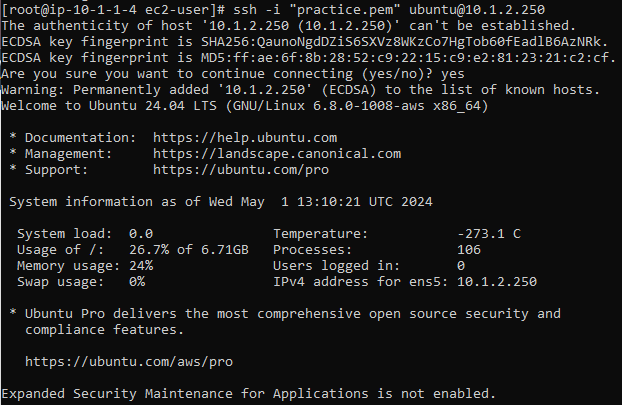 [root@ip-10-1-1-4 ec2-user]# ssh -i "practice.pem" ubuntu@10.1.2.250
The authenticity of host '10.1.2.250 (10.1.2.250)' can't be established.
ECDSA key fingerprint is SHA256:QaunoNgdDZiS6SXVz8WKzCo7HgTob60fEadlB6AzNRk.
ECDSA key fingerprint is MD5:ff:ae:6f:8b:28:52:c9:22:15:c9:e2:81:23:21:c2:cf.
Are you sure you want to continue connecting (yes/no)? yes
Warning: Permanently added '10.1.2.250' (ECDSA) to the list of known hosts.
Welcome to Ubuntu 24.04 LTS (GNU/Linux 6.8.0-1008-aws x86_64)
* Documentation:  https://help.ubuntu.com
* Management:     https://landscape.canonical.com
* Support:        https://ubuntu.com/pro
System information as of Wed May  1 13:10:21 UTC 2024
System load:  0.0               Temperature:           -273.1 C
Usage of /:   26.7% of 6.71GB   Processes:             106
Memory usage: 24%               Users logged in:       0
Swap usage:   0%                IPv4 address for ens5: 10.1.2.250
* Ubuntu Pro delivers the most comprehensive open source security and
compliance features.
https://ubuntu.com/aws/pro
Expanded Security Maintenance for Applications is not enabled.